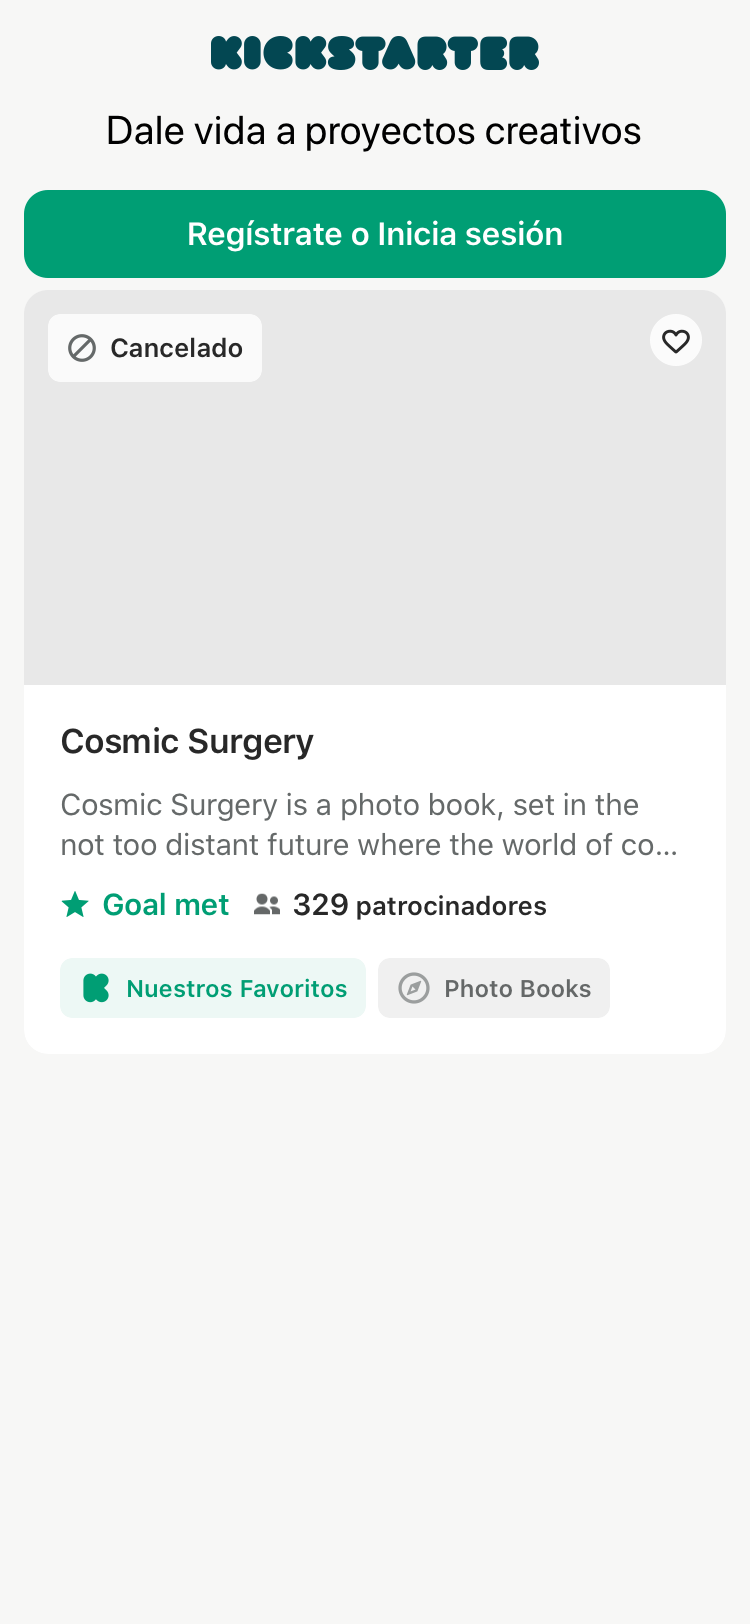 KICKSTARTER
Dale vida a proyectos creativos
Regístrate o Inicia sesión
Cancelado
Cosmic Surgery
Cosmic Surgery is a photo book, set in the
not too distant future where the world of co...
Goal met 329 patrocinadores
Nuestros Favoritos Photo Books